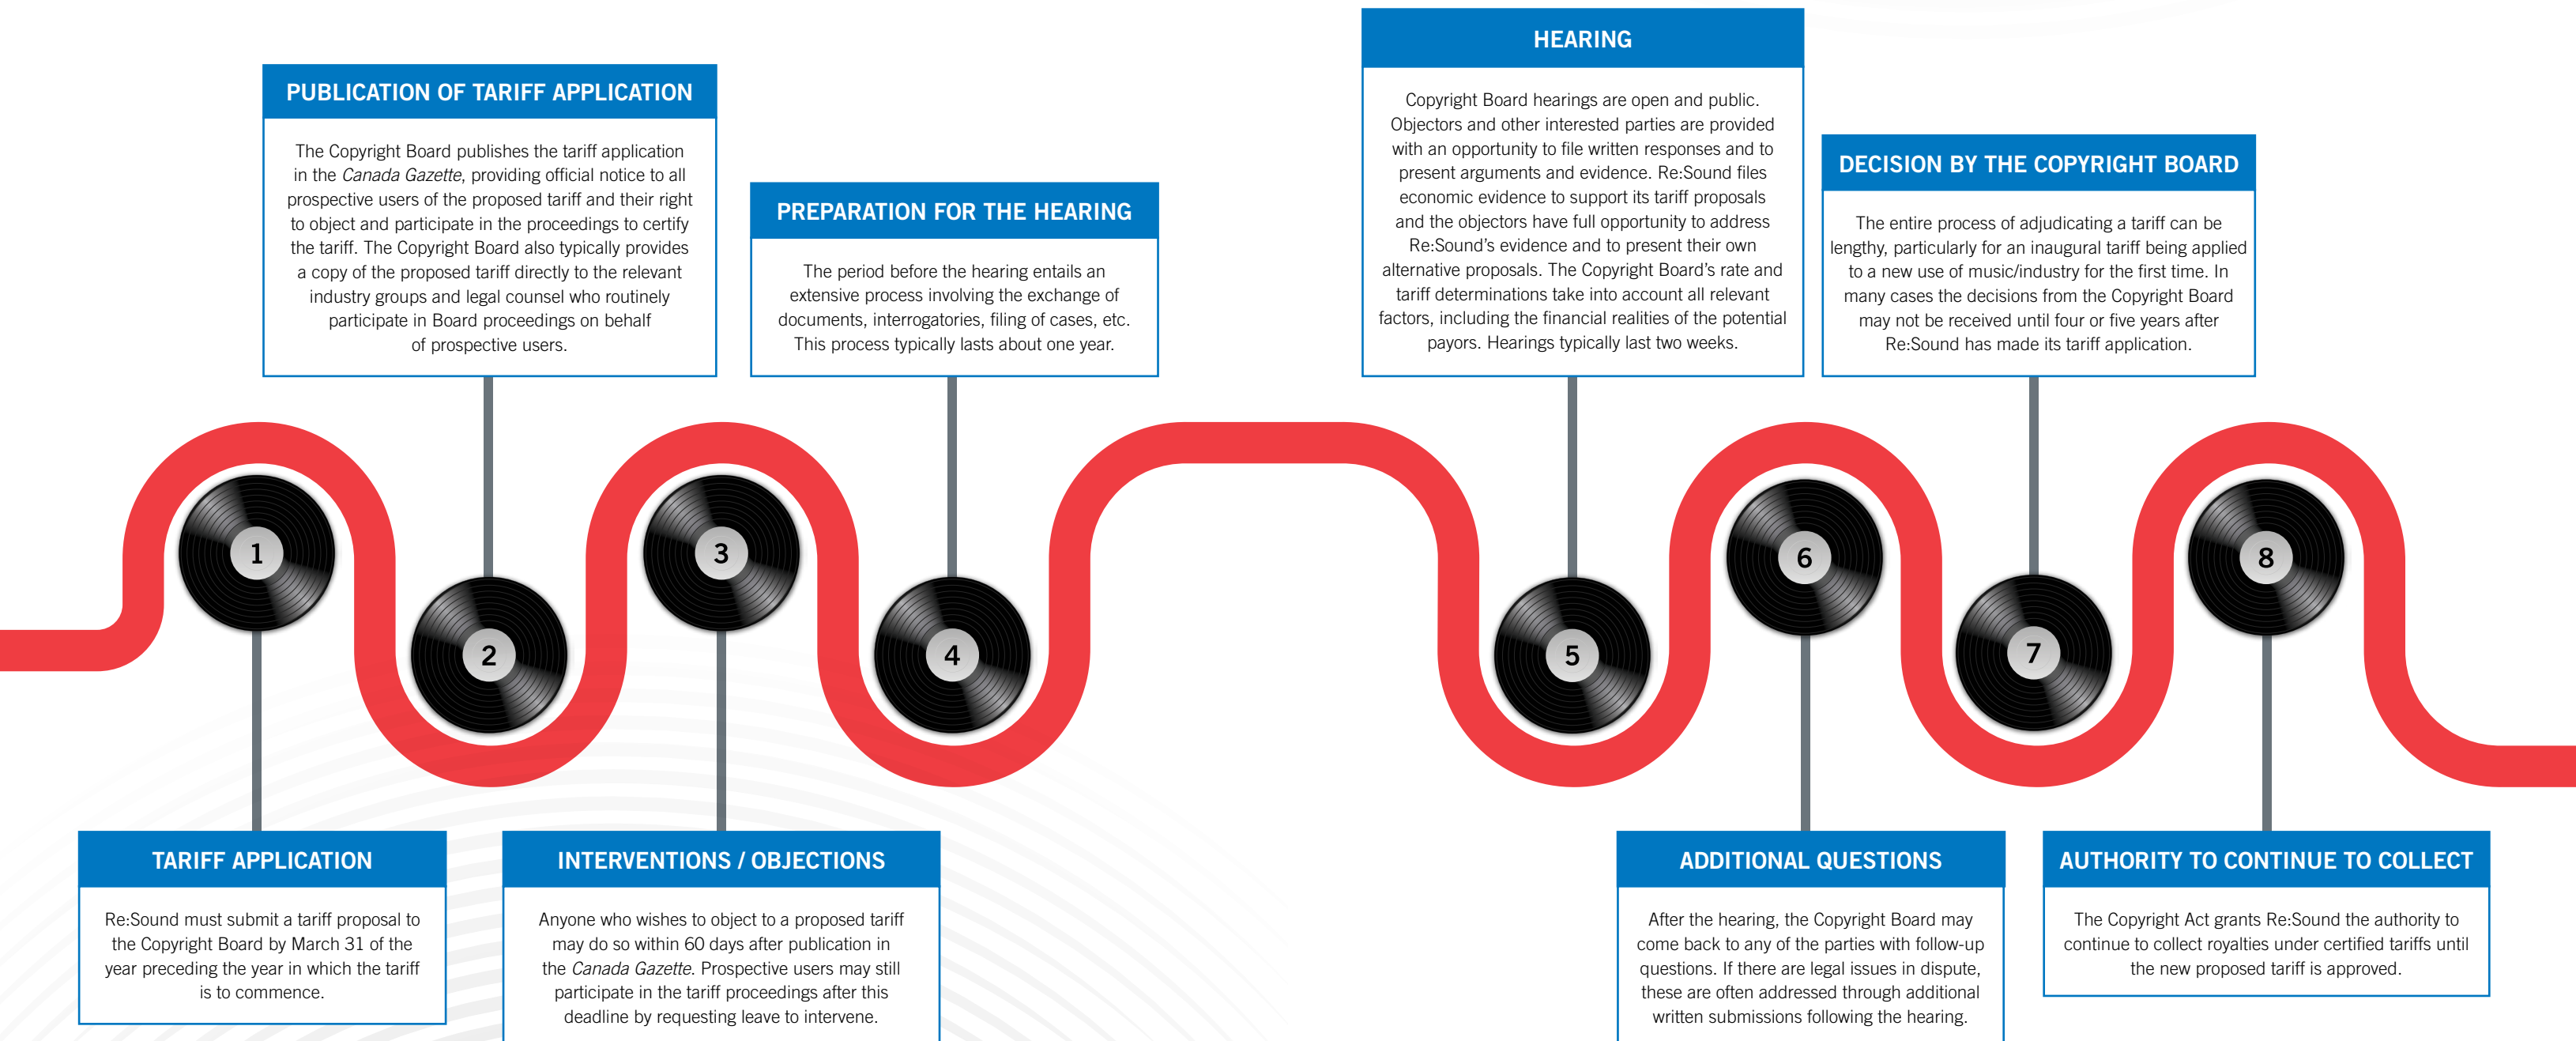 1
TARIFF APPLICATION
Re:Sound must submit a tariff proposal to
the Copyright Board by March 31 of the
year preceding the year in which the tariff
is to commence.
2
PUBLICATION OF TARIFF APPLICATION
The Copyright Board publishes the tariff application
in the Canada Gazette, providing official notice to all
prospective users of the proposed tariff and their right
to object and participate in the proceedings to certify
the tariff. The Copyright Board also typically provides
a copy of the proposed tariff directly to the relevant
industry groups and legal counsel who routinely
participate in Board proceedings on behalf
of prospective users.
3
INTERVENTIONS / OBJECTIONS
Anyone who wishes to object to a proposed tariff
may do so within 60 days after publication in
the Canada Gazette. Prospective users may still
participate in the tariff proceedings after this
deadline by requesting leave to intervene.
4
PREPARATION FOR THE HEARING
The period before the hearing entails an
extensive process involving the exchange of
documents, interrogatories, filing of cases, etc.
This process typically lasts about one year.
5
HEARING
Copyright Board hearings are open and public.
Objectors and other interested parties are provided
with an opportunity to file written responses and to
present arguments and evidence. Re:Sound files
economic evidence to support its tariff proposals
and the objectors have full opportunity to address
Re:Sound's evidence and to present their own
alternative proposals. The Copyright Board's rate and
tariff determinations take into account all relevant
factors, including the financial realities of the potential
payors. Hearings typically last two weeks.
6
ADDITIONAL QUESTIONS
After the hearing, the Copyright Board may
come back to any of the parties with follow-up
questions. If there are legal issues in dispute,
these are often addressed through additional
written submissions following the hearing.
7
DECISION BY THE COPYRIGHT BOARD
The entire process of adjudicating a tariff can be
lengthy, particularly for an inaugural tariff being applied
to a new use of music/industry for the first time. In
many cases the decisions from the Copyright Board
may not be received until four or five years after
Re:Sound has made its tariff application.
8
AUTHORITY TO CONTINUE TO COLLECT
The Copyright Act grants Re:Sound the authority to
continue to collect royalties under certified tariffs until
the new proposed tariff is approved.